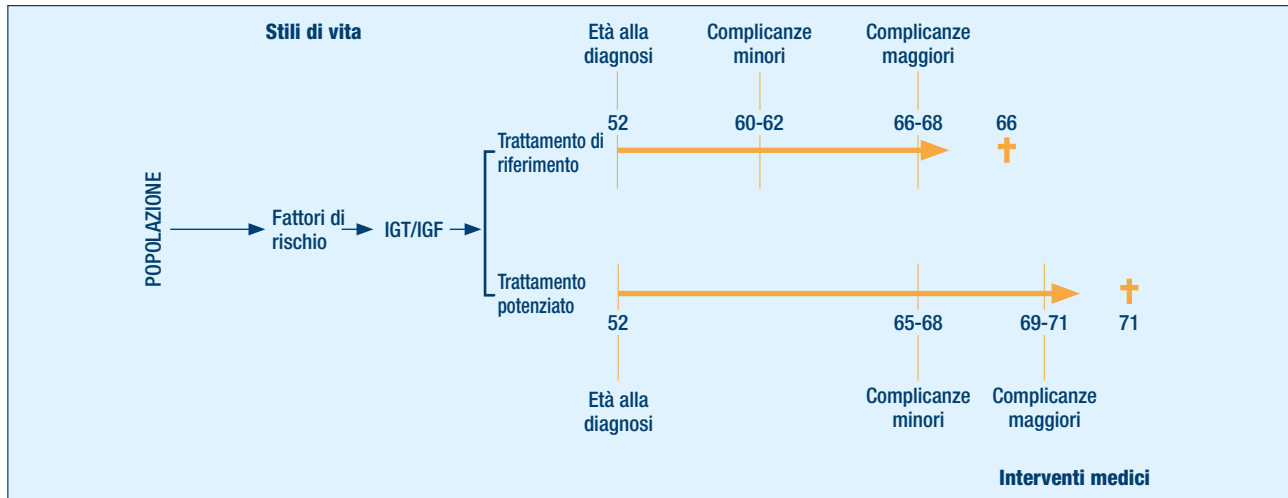 Stili di vita
Età alla
diagnosi
Complicanze
minori
Complicanze
maggiori
52
60-62
66-68
66
Trattamento di
riferimento
POPOLAZIONE
Fattori di
rischio
IGT/IGF
Trattamento
potenziato
52
65-68
69-71
71
Età alla
diagnosi
Complicanze
minori
Complicanze
maggiori
Interventi medici